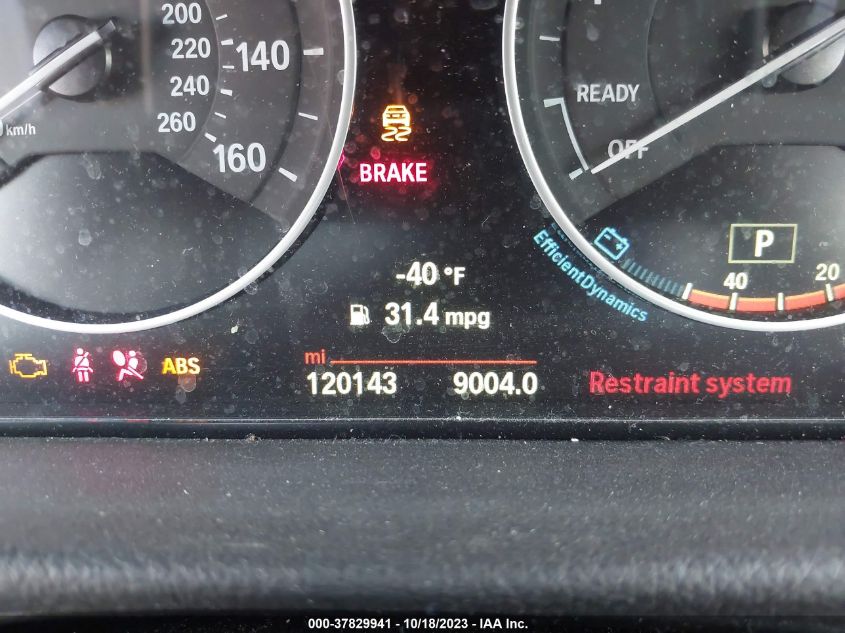 200
220
140
240
260
km/h
160
READY
OFF
BRAKE
-40 °F
31.4 mpg
EfficientDynamics
P
40
20
ABS
mi
120143 9004.0
Restraint system
000-37829941 - 10/18/2023 - IAA Inc.